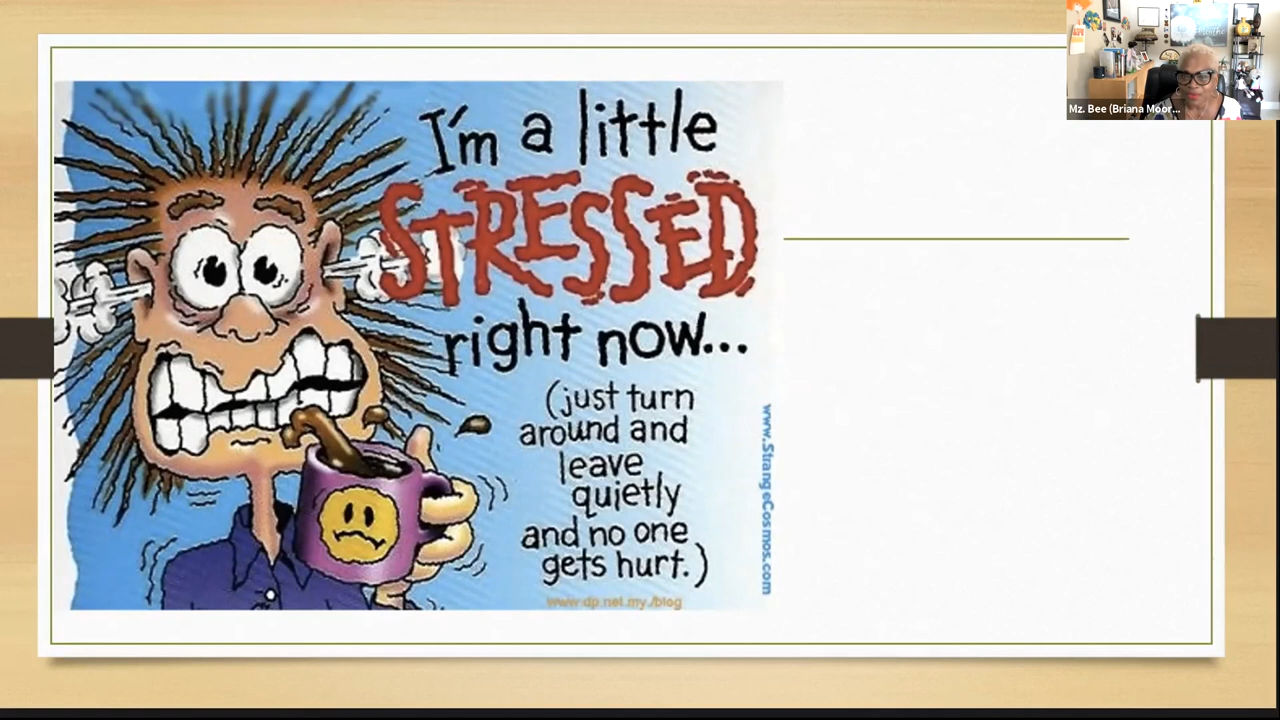 I'm a little
STRESSED
right now...
(just turn
around and
leave
quietly
and no one
gets hurt.)
www.dp.net.my./blog
www.StrangeCosmos.com
Mz. Bee (Briana Moor...